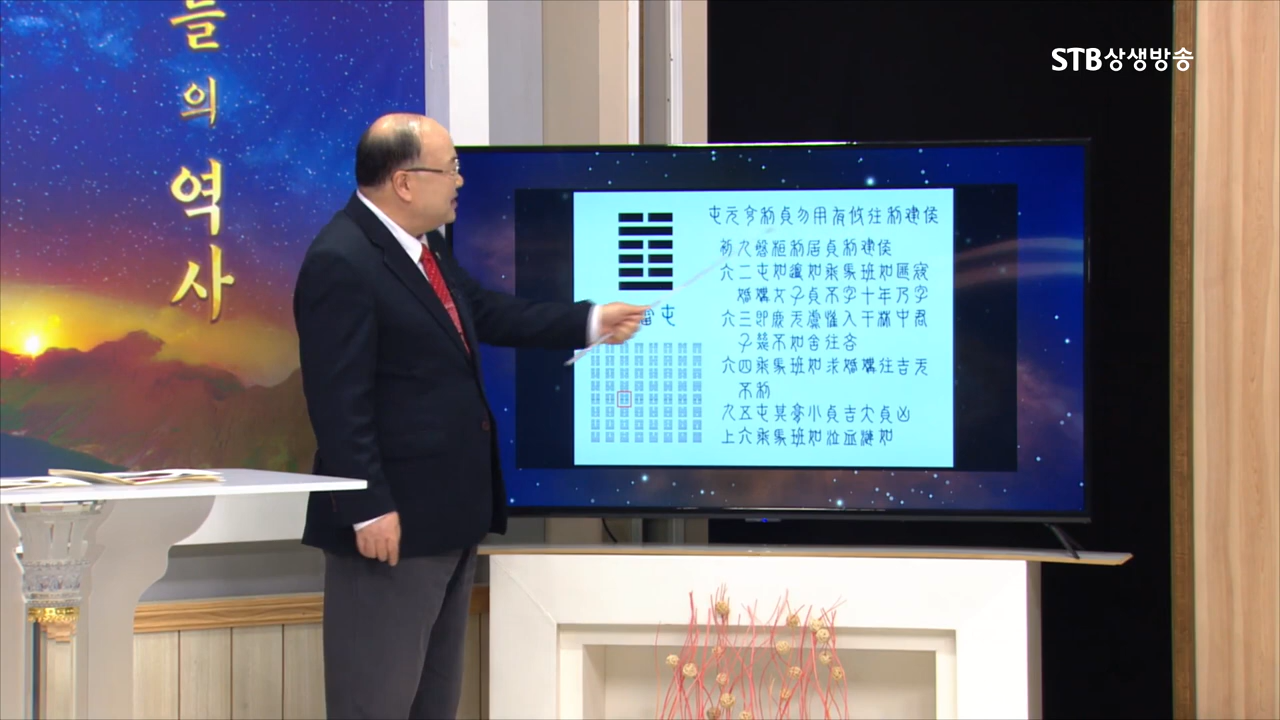 들의 역사
STB상생방송
屯元亨利貞勿用有攸往利建侯
初九磐桓利居貞利建侯
六二屯如邅如乘馬班如匪寇
婚媾女子貞不字十年乃字
六三即鹿无虞惟入于林中君
子幾不如舍往吝
六四乘馬班如求婚媾往吉无
不利
九五屯其膏小貞吉大貞凶
上六乘馬班如泣血漣如
雷屯